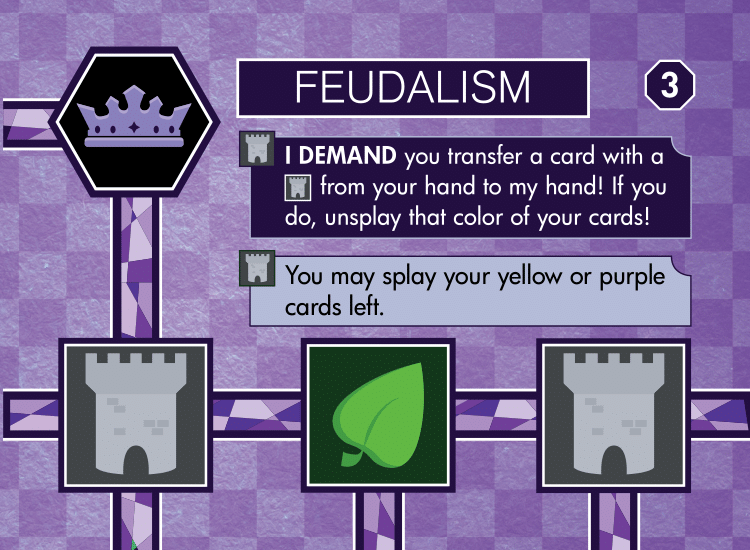 FEUDALISM
3
I DEMAND you transfer a card with a
from your hand to my hand! If you
do, unsplay that color of your cards!
You may splay your yellow or purple
cards left.